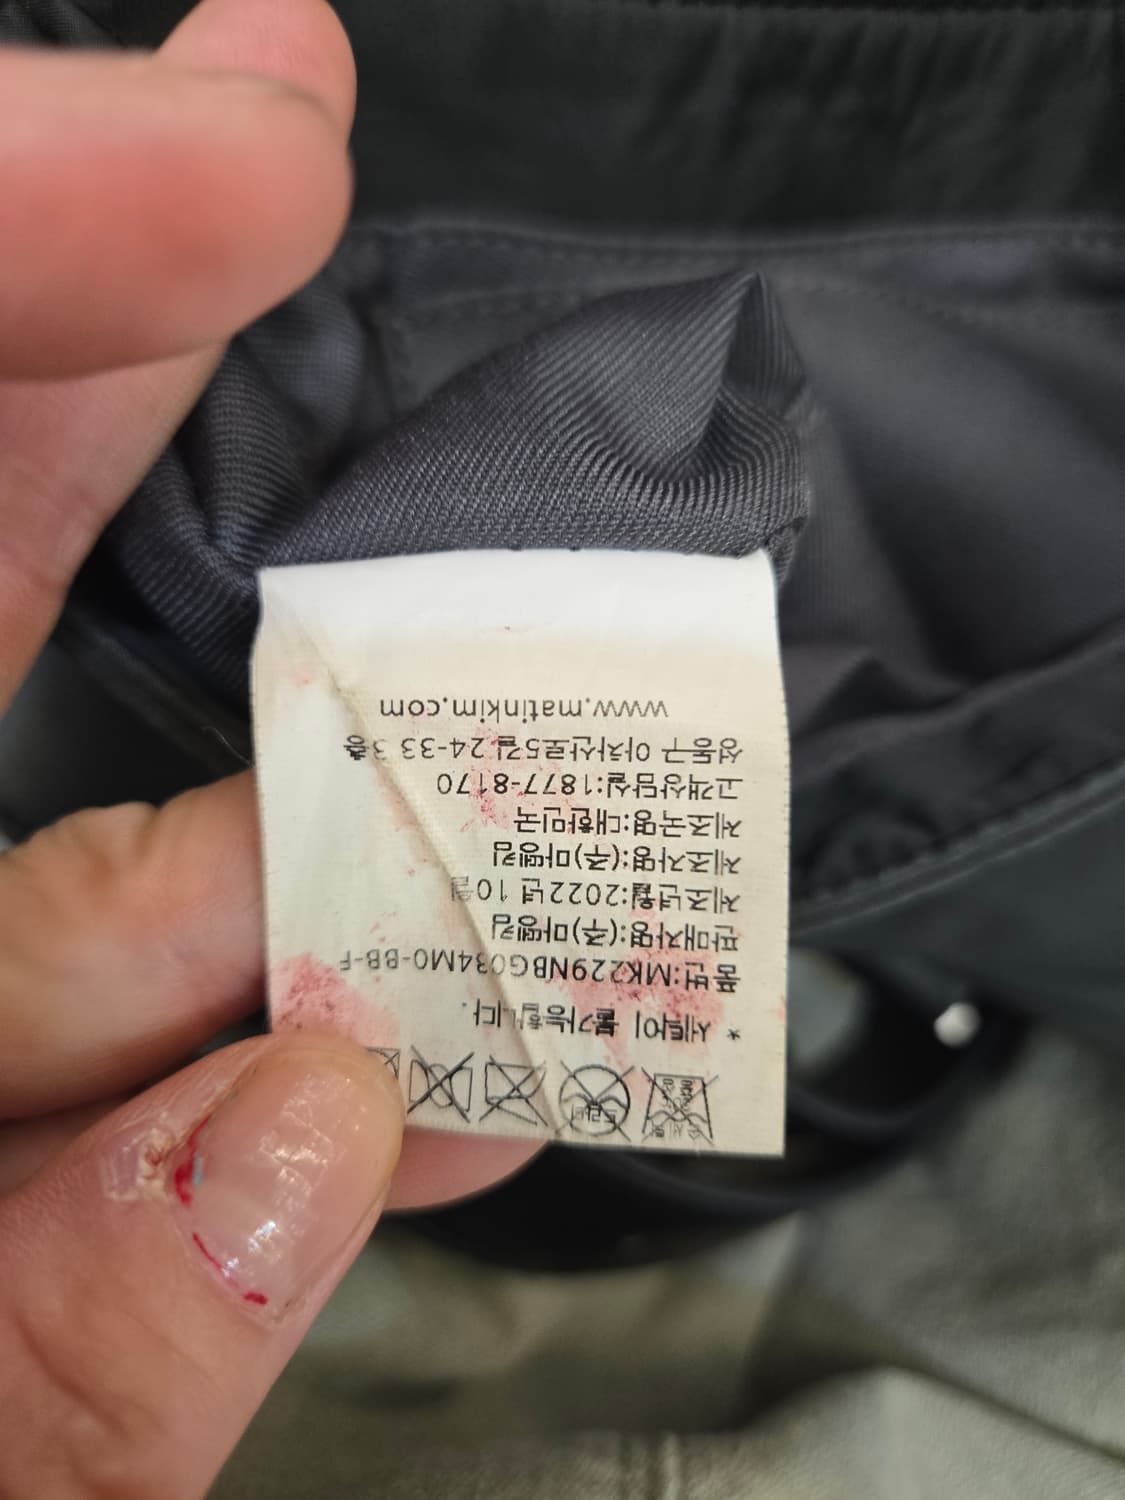 * 세탁이 불가능합니다.
품번:MK229NBG034M0-BB-F
판매자명:(주)마뗑킴
제조년월:2022년 10월
제조자명:(주)마뗑킴
제조국명:대한민국
고객상담실:1877-8170
성동구 아차산로5길 24-33 3층
www.matinkim.com